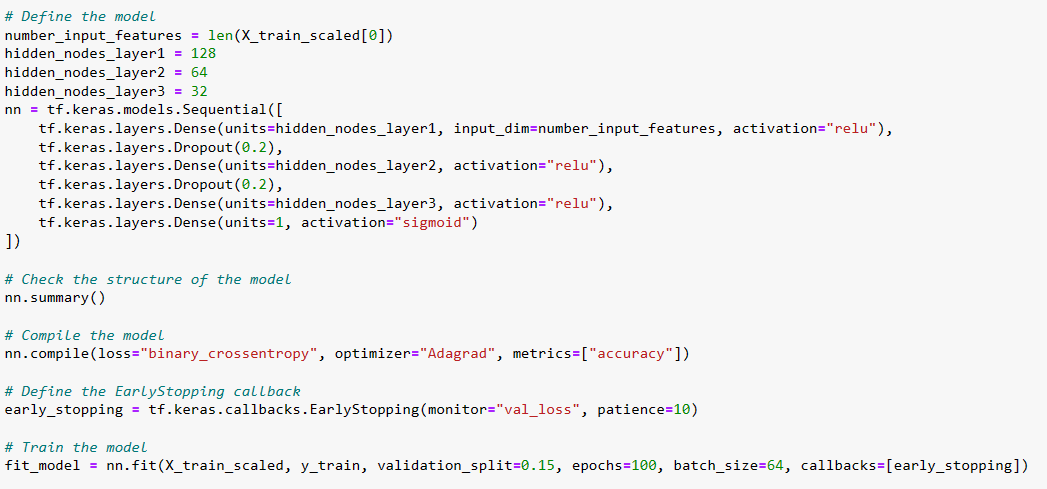 # Define the model
number_input_features = len(X_train_scaled[0])
hidden_nodes_layer1 = 128
hidden_nodes_layer2 = 64
hidden_nodes_layer3 = 32
nn = tf.keras.models.Sequential([
    tf.keras.layers.Dense(units=hidden_nodes_layer1, input_dim=number_input_features, activation="relu"),
    tf.keras.layers.Dropout(0.2),
    tf.keras.layers.Dense(units=hidden_nodes_layer2, activation="relu"),
    tf.keras.layers.Dropout(0.2),
    tf.keras.layers.Dense(units=hidden_nodes_layer3, activation="relu"),
    tf.keras.layers.Dense(units=1, activation="sigmoid")
])

# Check the structure of the model
nn.summary()

# Compile the model
nn.compile(loss="binary_crossentropy", optimizer="Adagrad", metrics=["accuracy"])

# Define the EarlyStopping callback
early_stopping = tf.keras.callbacks.EarlyStopping(monitor="val_loss", patience=10)

# Train the model
fit_model = nn.fit(X_train_scaled, y_train, validation_split=0.15, epochs=100, batch_size=64, callbacks=[early_stopping])